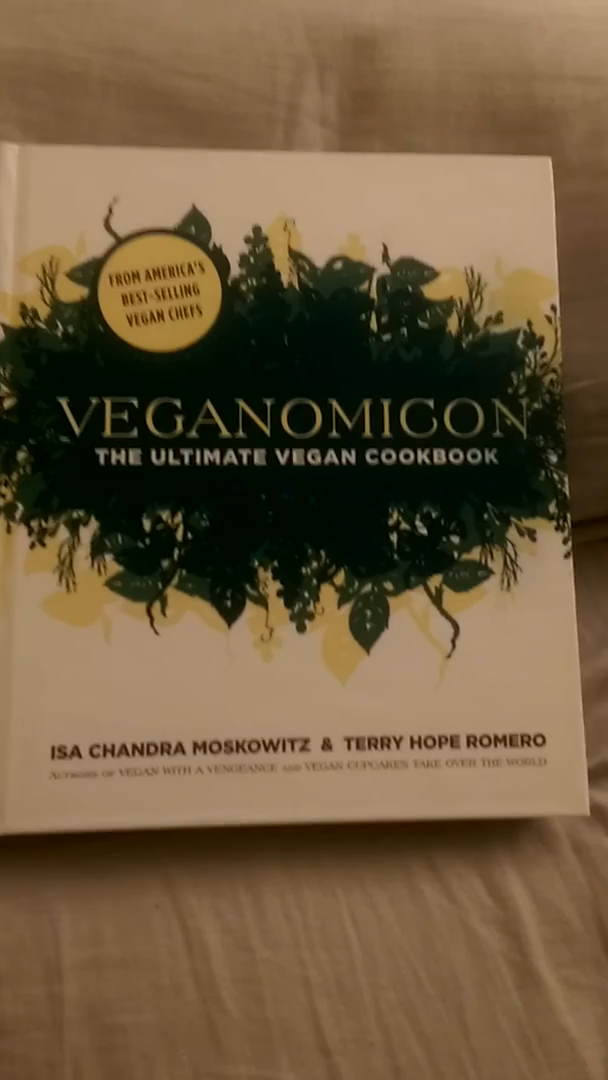 FROM AMERICA'S
BEST-SELLING
VEGAN CHEFS
VEGANOMICON
THE ULTIMATE VEGAN COOKBOOK
ISA CHANDRA MOSKOWITZ & TERRY HOPE ROMERO
AUTHORS OF VEGAN WITH A VENGEANCE AND VEGAN CUPCAKES TAKE OVER THE WORLD